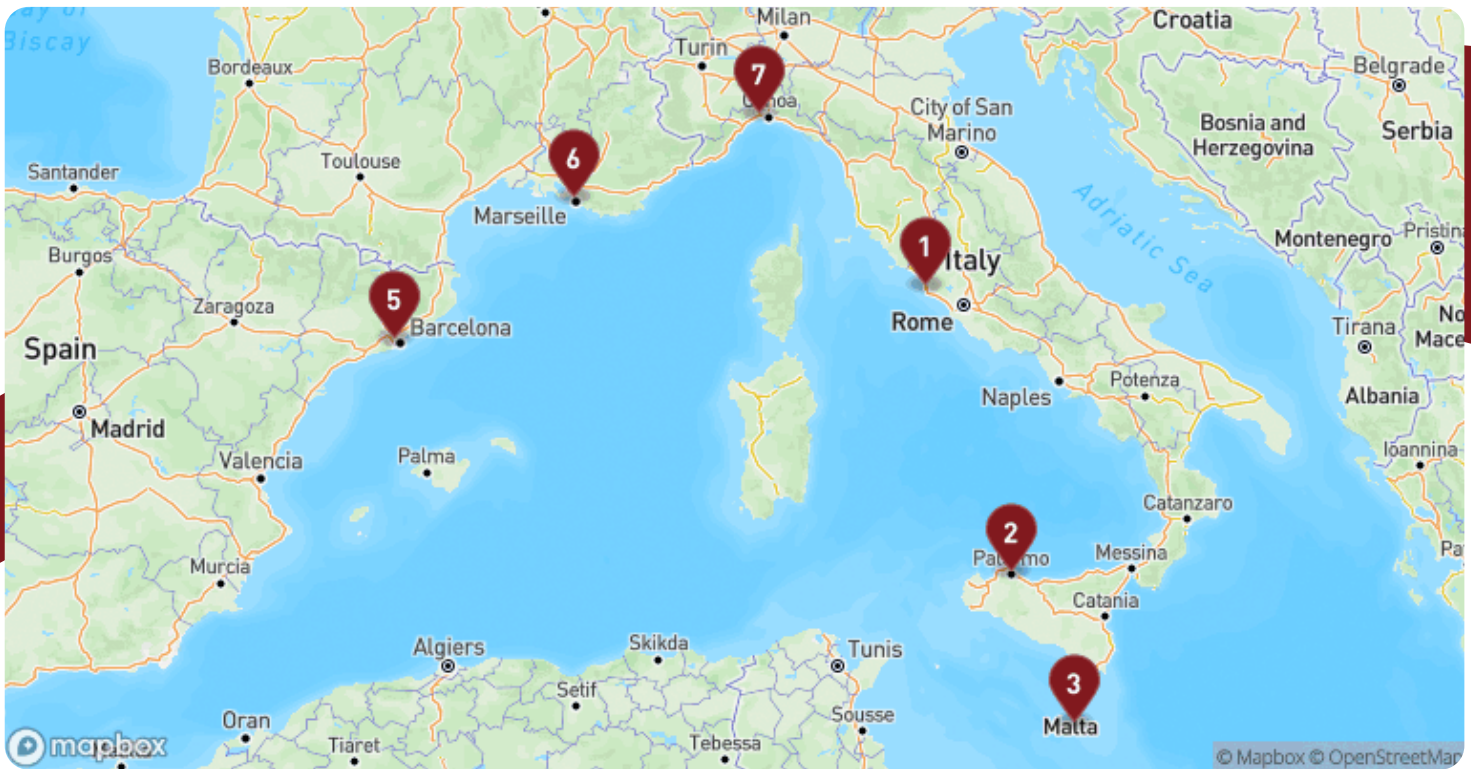 Bay of
Biscay
Milan
Croatia
Turin
Bordeaux
7
Belgrade
City of San
Marino
Bosnia and
Herzegovina
Serbia
6
Toulouse
Santander
Marseille
Adriatic Sea
Montenegro
Burgos
1
Italy
Zaragoza
5
Barcelona
Rome
Tirana
Spain
Naples
Potenza
Albania
Madrid
Palma
Ioannina
Valencia
Catanzaro
2
Messina
Murcia
Catania
Algiers
Skikda
Tunis
Setif
3
Malta
Sousse
Oran
Tiaret
Tebessa
mapbox
© Mapbox © OpenStreetMap